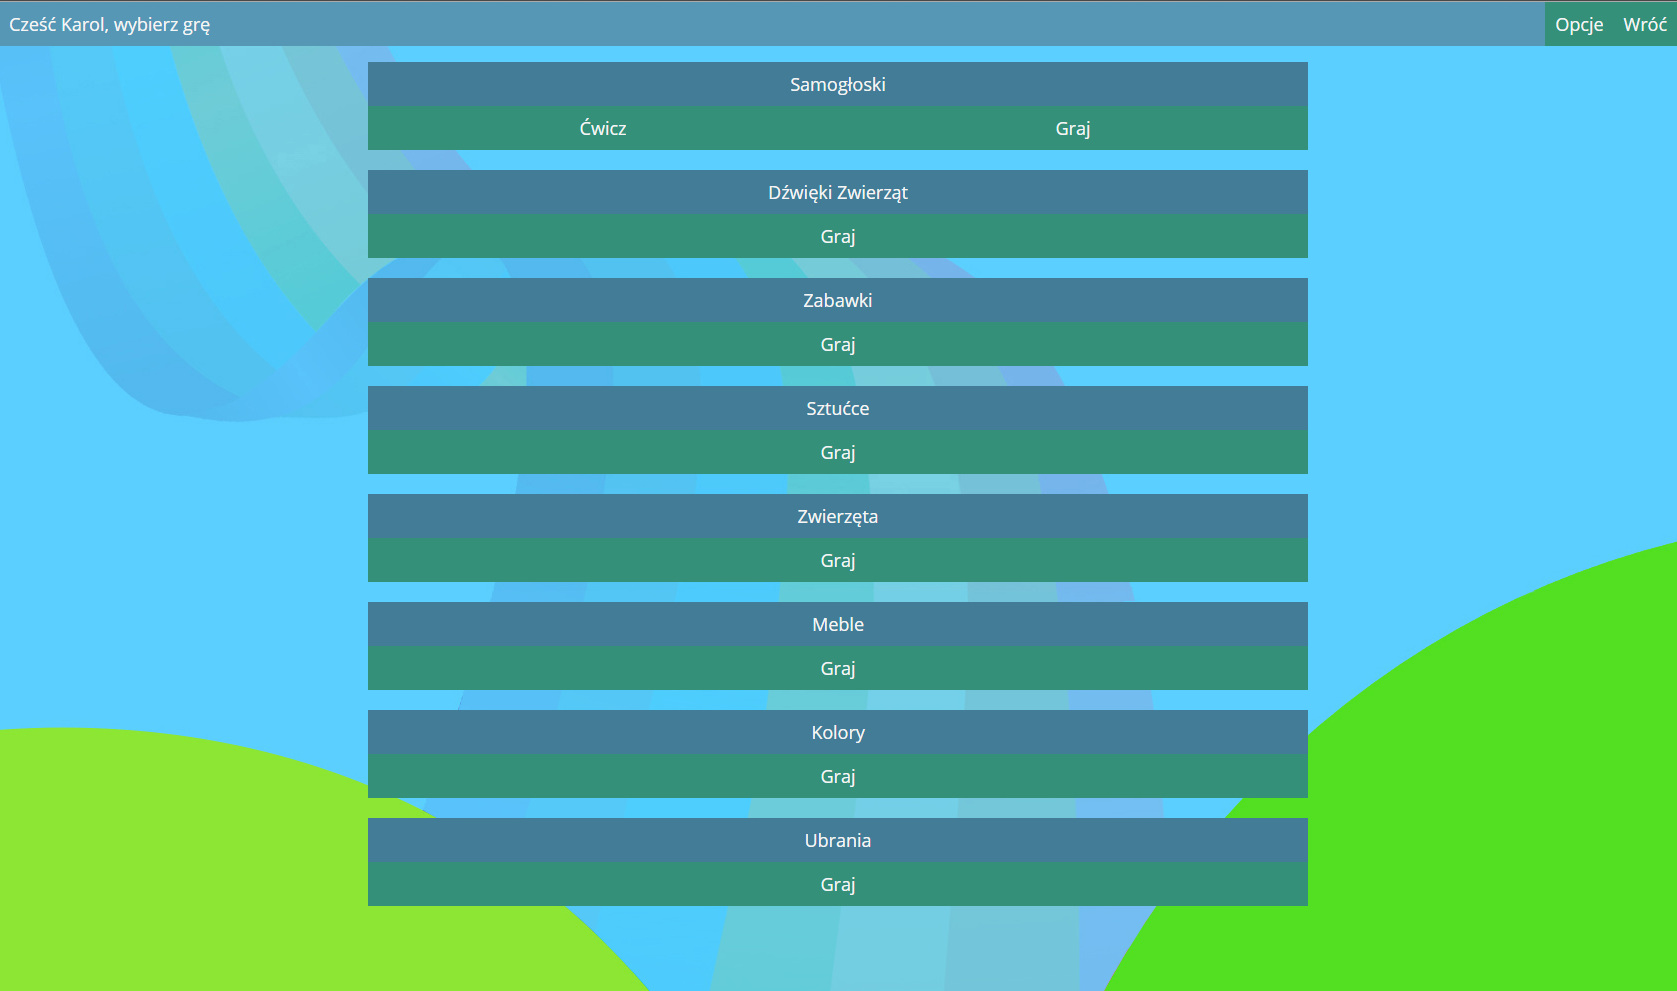 Cześć Karol, wybierz grę
Opcje Wróć
Samogłoski
Ćwicz Graj
Dźwięki Zwierząt
Graj
Zabawki
Graj
Sztućce
Graj
Zwierzęta
Graj
Meble
Graj
Kolory
Graj
Ubrania
Graj